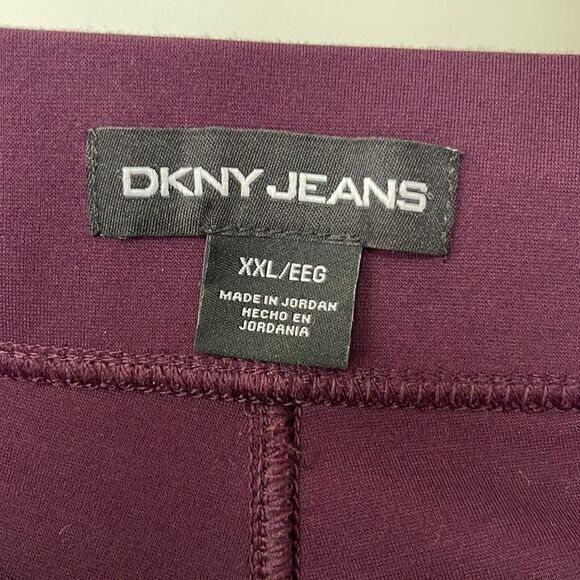 DKNY JEANS
XXL/EEG
MADE IN JORDAN
HECHO EN
JORDANIA